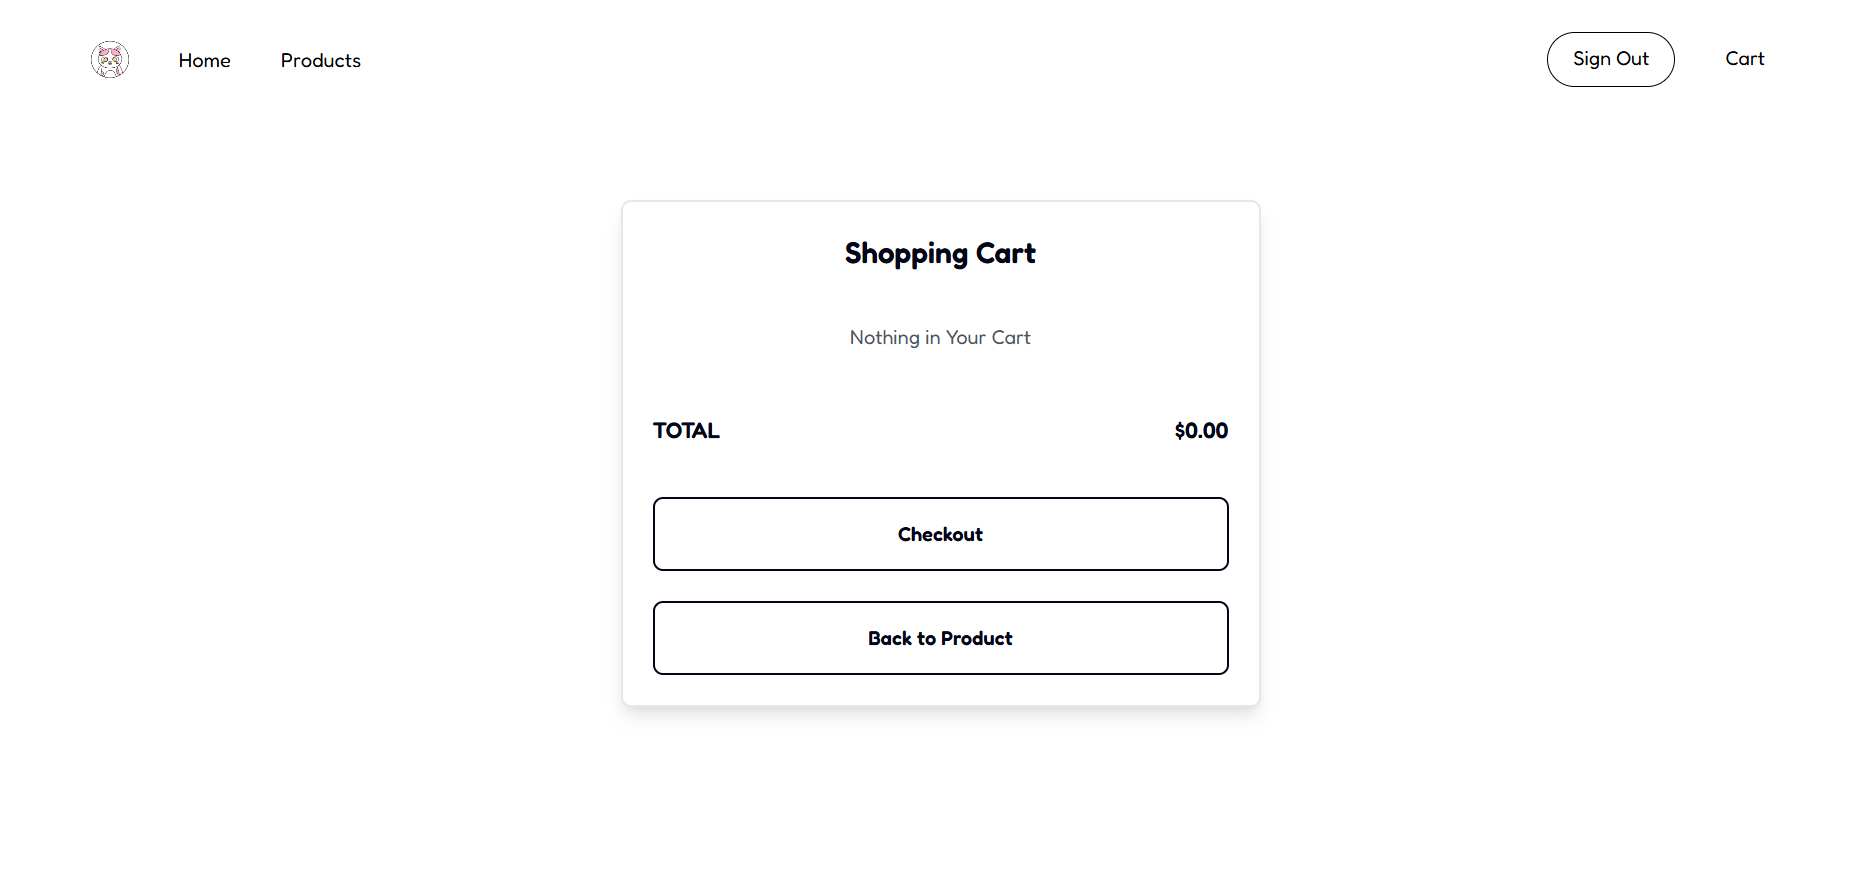 Home Products Sign Out Cart
Shopping Cart
Nothing in Your Cart
TOTAL $0.00
Checkout
Back to Product